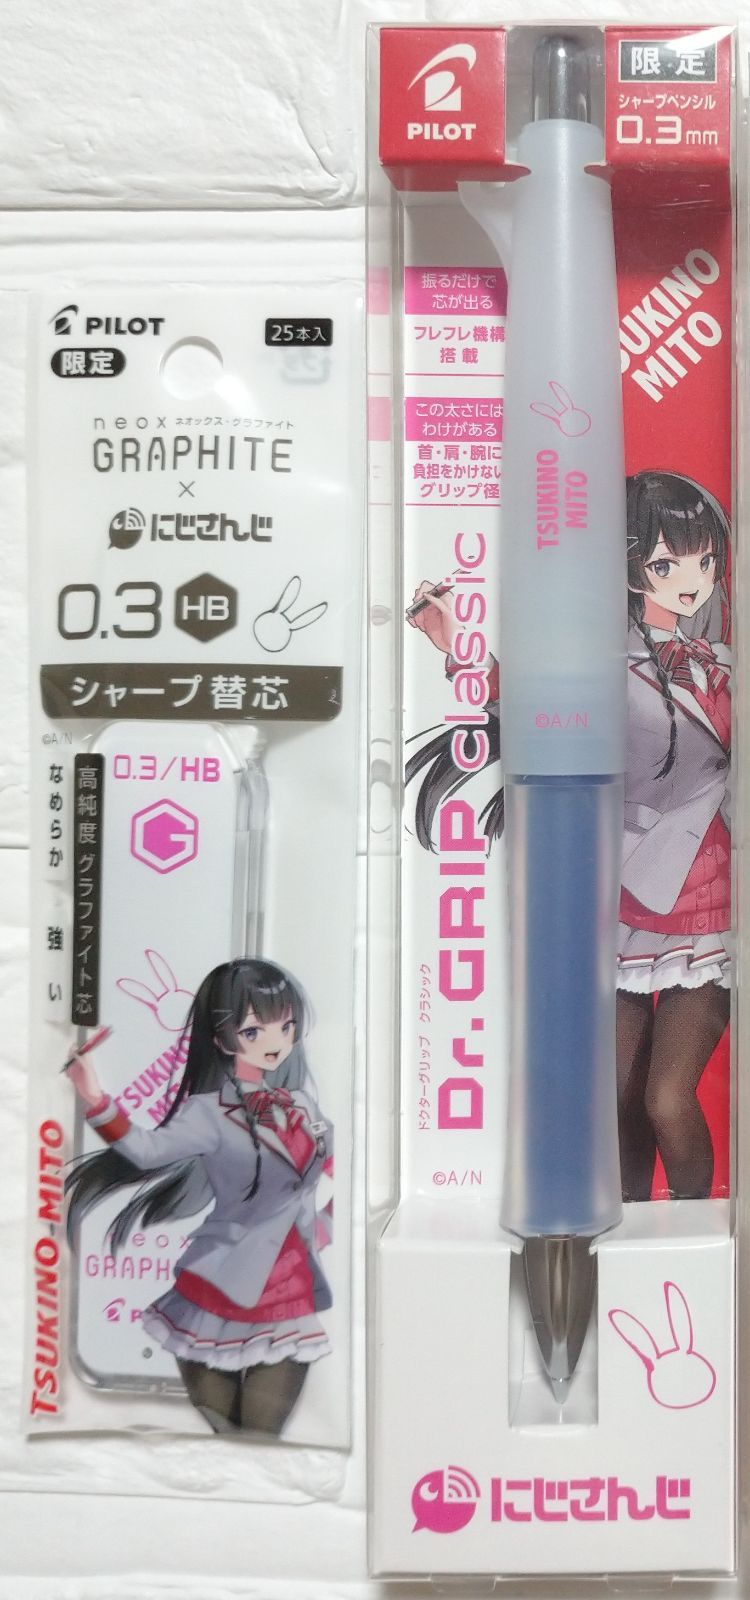 PILOT
限定
25本入
neox ネオックス・グラファイト
GRAPHITE
×
にじさんじ
0.3 HB
シャープ替芯
©A/N
なめらか 強い
高純度グラファイト芯
0.3/HB
G
TSUKINO
MI
neox
GRAPH
TSUKINO MITO
PILOT
限定
シャープペンシル
0.3mm
振るだけで
芯が出る
フレフレ機構
搭載
この太さには
わけがある
首・肩・腕に
負担をかけない
グリップ径
TSUKINO
MITO
TSUKINO
MITO
©A/N
Dr. GRIP classic
ドクターグリップ クラシック
©A/N
にじさんじ